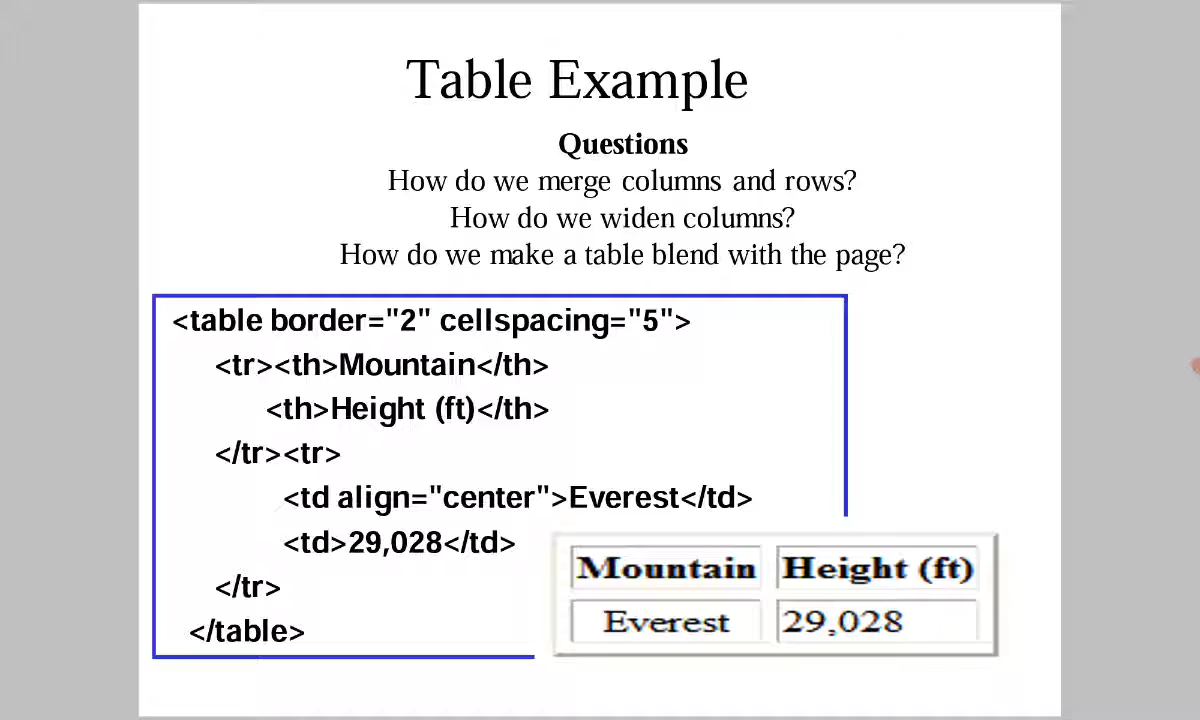 Table Example
Questions
How do we merge columns and rows?
How do we widen columns?
How do we make a table blend with the page?
<table border="2" cellspacing="5">
<tr><th>Mountain</th>
<th>Height (ft)</th>
</tr><tr>
<td align="center">Everest</td>
<td>29,028</td>
</tr>
</table>
Mountain Height (ft)
Everest 29,028